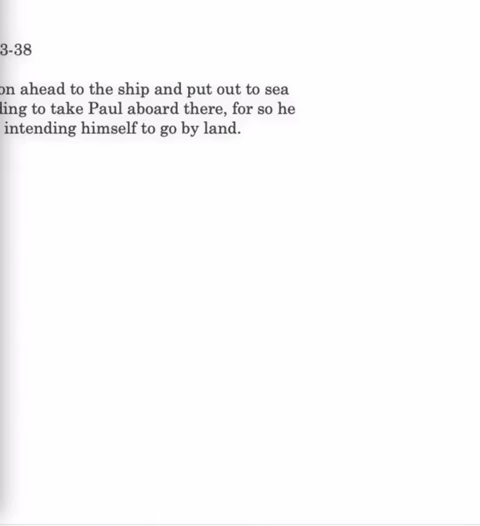 3-38
on ahead to the ship and put out to sea
ling to take Paul aboard there, for so he
intending himself to go by land.